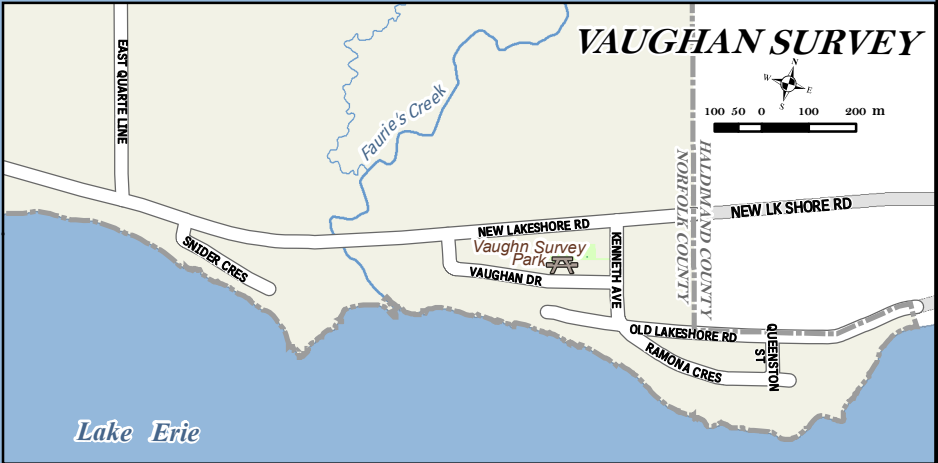 VAUGHAN SURVEY
N
W E
S
100 50 0 100 200 m
EAST QUARTE LINE
Faurie's Creek
HALDIMAND COUNTY
NORFOLK COUNTY
NEW LK SHORE RD
NEW LAKESHORE RD
SNIDER CRES
Vaughn Survey
Park
KENNETH AVE
VAUGHAN DR
OLD LAKESHORE RD
QUEENSTON
ST
RAMONA CRES
Lake Erie